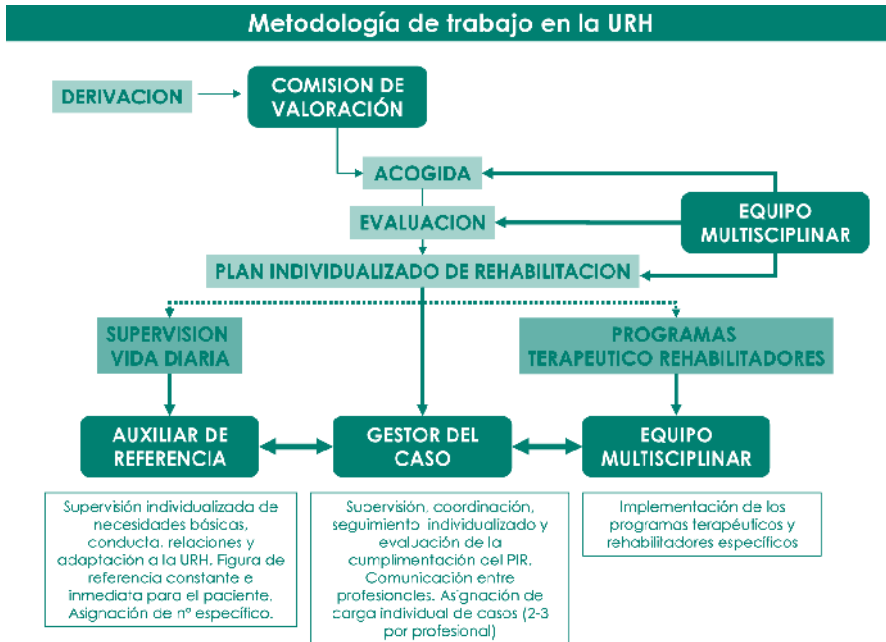 Metodología de trabajo en la URH
DERIVACION
COMISION DE
VALORACIÓN
ACOGIDA
EVALUACION
EQUIPO
MULTISCIPLINAR
PLAN INDIVIDUALIZADO DE REHABILITACION
SUPERVISION
VIDA DIARIA
PROGRAMAS
TERAPEUTICO REHABILITADORES
AUXILIAR DE
REFERENCIA
GESTOR DEL
CASO
EQUIPO
MULTISCIPLINAR
Supervisión individualizada de
necesidades básicas,
conducta, relaciones y
adaptación a la URH. Figura de
referencia constante e
inmediata para el paciente.
Asignación de nº específico.
Supervisión, coordinación,
seguimiento individualizado y
evaluación de la
cumplimentación del PIR.
Comunicación entre
profesionales. Asignación de
carga individual de casos (2-3
por profesional)
Implementación de los
programas terapéuticos y
rehabilitadores específicos